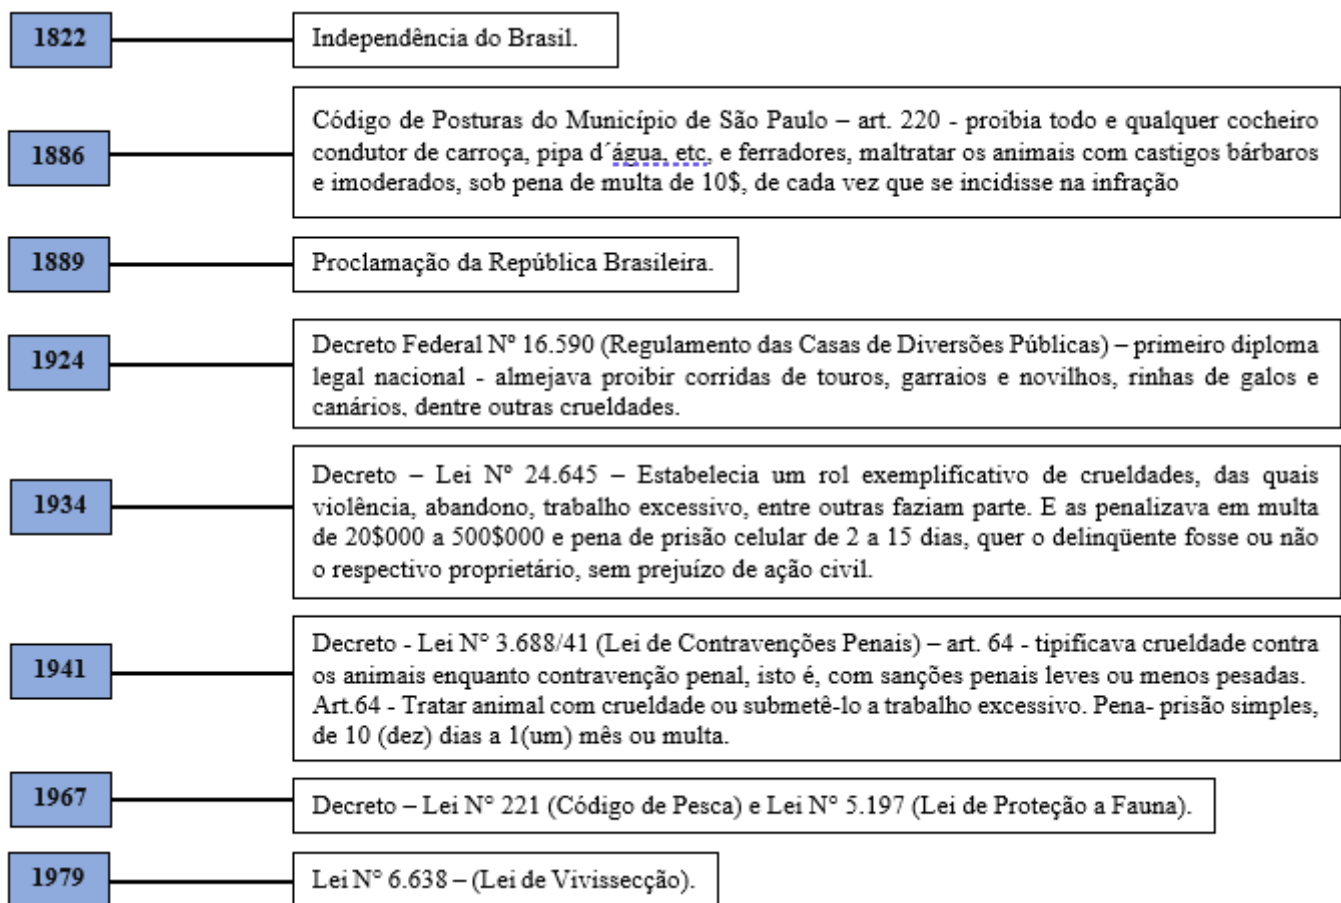 1822
Independência do Brasil.
1886
Código de Posturas do Município de São Paulo – art. 220 - proibia todo e qualquer cocheiro
condutor de carroça, pipa d´água, etc, e ferradores, maltratar os animais com castigos bárbaros
e imoderados, sob pena de multa de 10$, de cada vez que se incidisse na infração
1889
Proclamação da República Brasileira.
1924
Decreto Federal Nº 16.590 (Regulamento das Casas de Diversões Públicas) – primeiro diploma
legal nacional - almejava proibir corridas de touros, garraios e novilhos, rinhas de galos e
canários, dentre outras crueldades.
1934
Decreto – Lei Nº 24.645 – Estabelecia um rol exemplificativo de crueldades, das quais
violência, abandono, trabalho excessivo, entre outras faziam parte. E as penalizava em multa
de 20$000 a 500$000 e pena de prisão celular de 2 a 15 dias, quer o delinqüente fosse ou não
o respectivo proprietário, sem prejuízo de ação civil.
1941
Decreto - Lei N° 3.688/41 (Lei de Contravenções Penais) – art. 64 - tipificava crueldade contra
os animais enquanto contravenção penal, isto é, com sanções penais leves ou menos pesadas.
Art.64 - Tratar animal com crueldade ou submetê-lo a trabalho excessivo. Pena- prisão simples,
de 10 (dez) dias a 1(um) mês ou multa.
1967
Decreto – Lei N° 221 (Código de Pesca) e Lei N° 5.197 (Lei de Proteção a Fauna).
1979
Lei N° 6.638 – (Lei de Vivissecção).